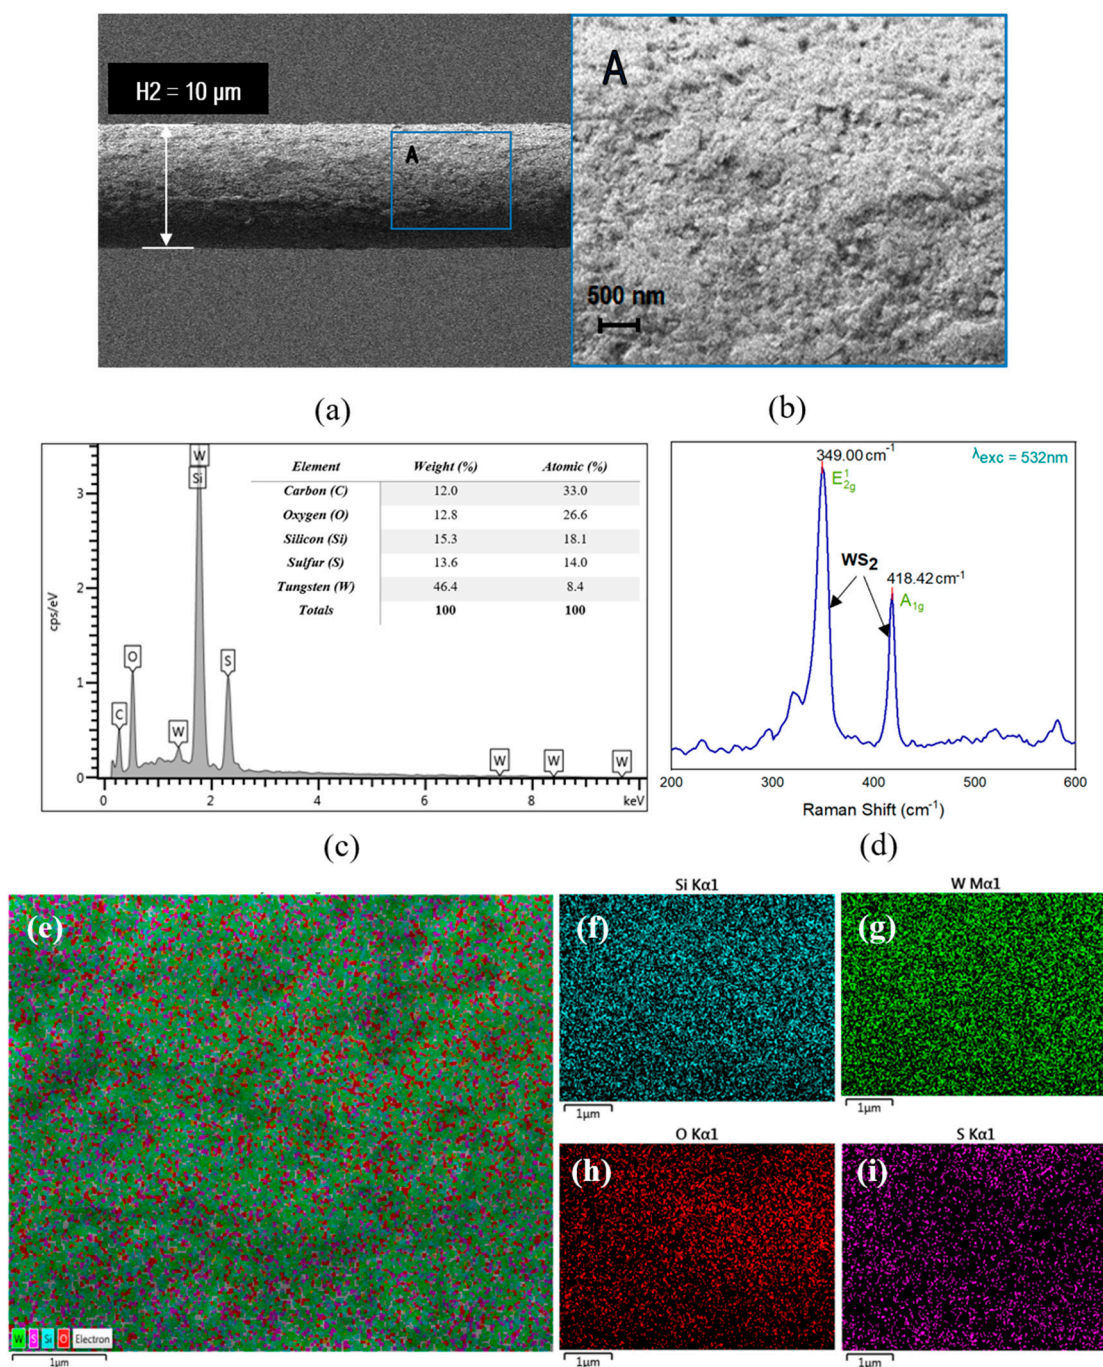 H2 = 10 µm
A
A
500 nm
(a)
(b)
W
Si
O
S
C
W
W
W
W
Element Weight (%) Atomic (%)
Carbon (C) 12.0 33.0
Oxygen (O) 12.8 26.6
Silicon (Si) 15.3 18.1
Sulfur (S) 13.6 14.0
Tungsten (W) 46.4 8.4
Totals 100 100
cps/eV
3
2
1
0
0 2 4 6 8 keV
349.00 cm⁻¹
λexc = 532nm
E¹2g
WS₂
418.42 cm⁻¹
A1g
200 300 400 500 600
Raman Shift (cm⁻¹)
(c)
(d)
(e)
W S Si O Electron
1µm
Si Kα1
(f)
1µm
W Mα1
(g)
1µm
O Kα1
(h)
1µm
S Kα1
(i)
1µm